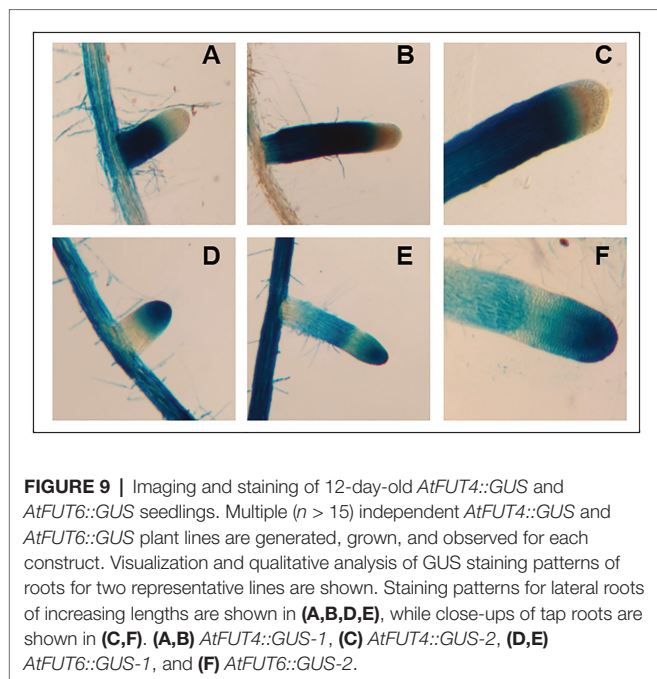 A B C
D E F
FIGURE 9 | Imaging and staining of 12-day-old AtFUT4::GUS and
AtFUT6::GUS seedlings. Multiple (n > 15) independent AtFUT4::GUS and
AtFUT6::GUS plant lines are generated, grown, and observed for each
construct. Visualization and qualitative analysis of GUS staining patterns of
roots for two representative lines are shown. Staining patterns for lateral roots
of increasing lengths are shown in (A,B,D,E), while close-ups of tap roots are
shown in (C,F). (A,B) AtFUT4::GUS-1, (C) AtFUT4::GUS-2, (D,E)
AtFUT6::GUS-1, and (F) AtFUT6::GUS-2.